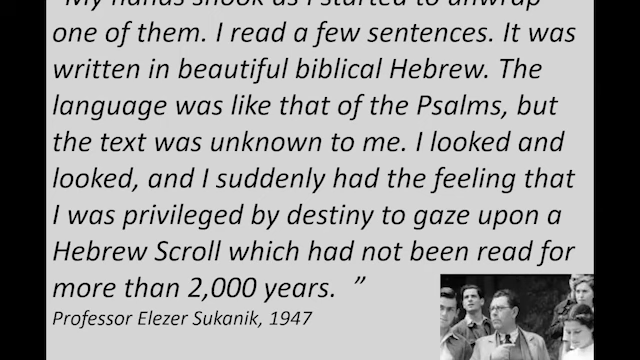 “My hands shook as I started to unwrap
one of them. I read a few sentences. It was
written in beautiful biblical Hebrew. The
language was like that of the Psalms, but
the text was unknown to me. I looked and
looked, and I suddenly had the feeling that
I was privileged by destiny to gaze upon a
Hebrew Scroll which had not been read for
more than 2,000 years.  ”
Professor Elezer Sukanik, 1947